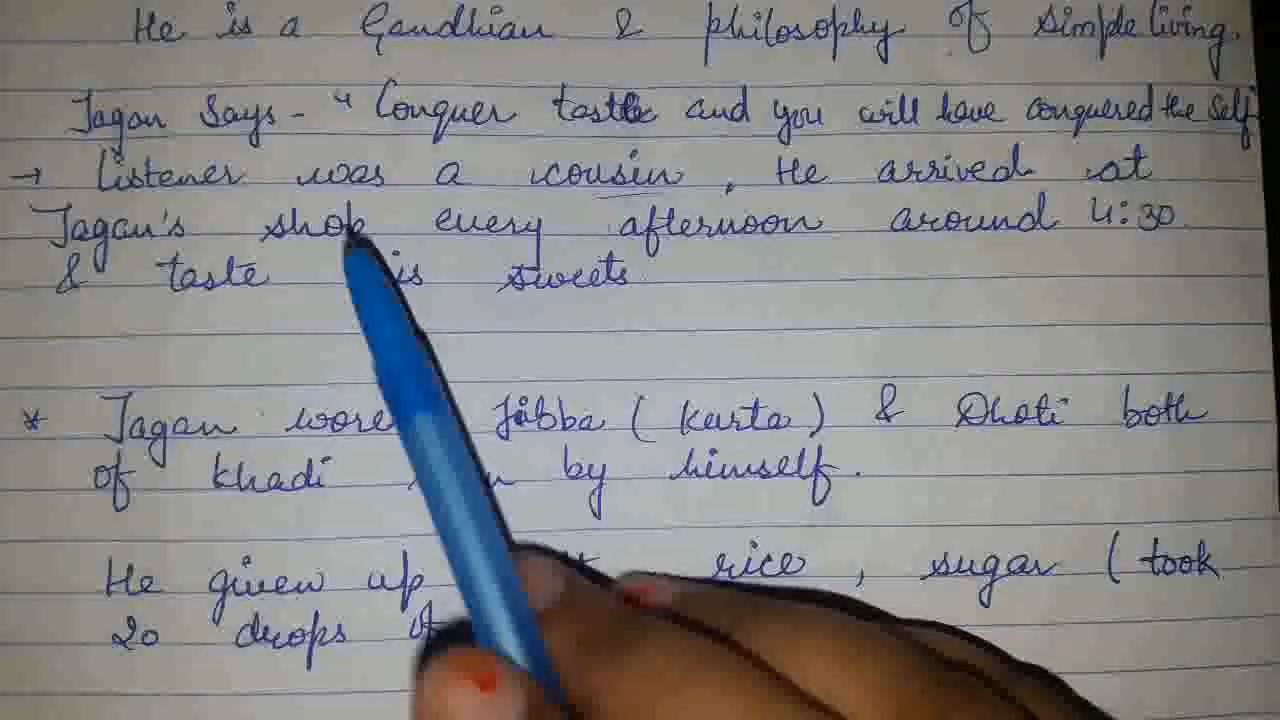 He is a Gandhian & philosophy of simple living.
Jagan says - " Conquer taste and you will have conquered the self
→ Listener was a cousin , He arrived at
Jagan's shop every afternoon around 4:30
& taste is sweets
* Jagan wore Jibba ( Kurta ) & Dhoti both
of khadi by himself .
He given up rice , sugar ( took
20 drops of